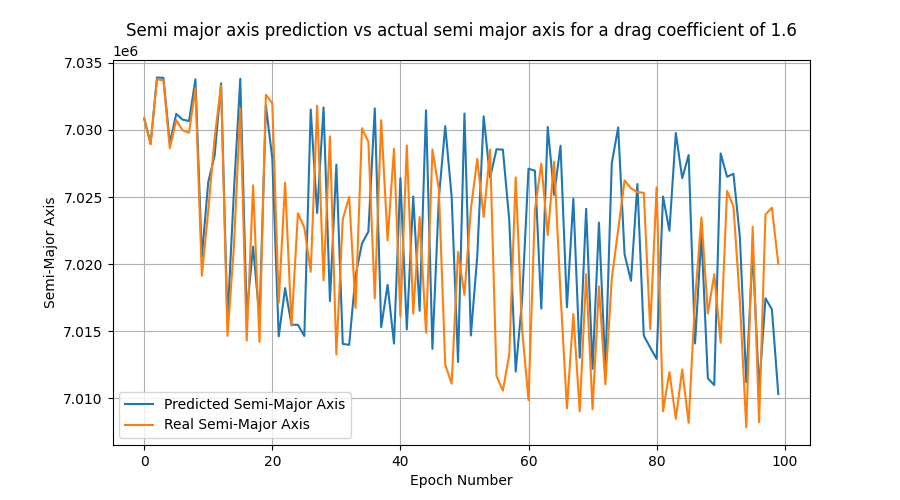 Semi major axis prediction vs actual semi major axis for a drag coefficient of 1.6
1e6
7.035
7.030
7.025
7.020
7.015
7.010
Semi-Major Axis
Predicted Semi-Major Axis
Real Semi-Major Axis
0 20 40 60 80 100
Epoch Number